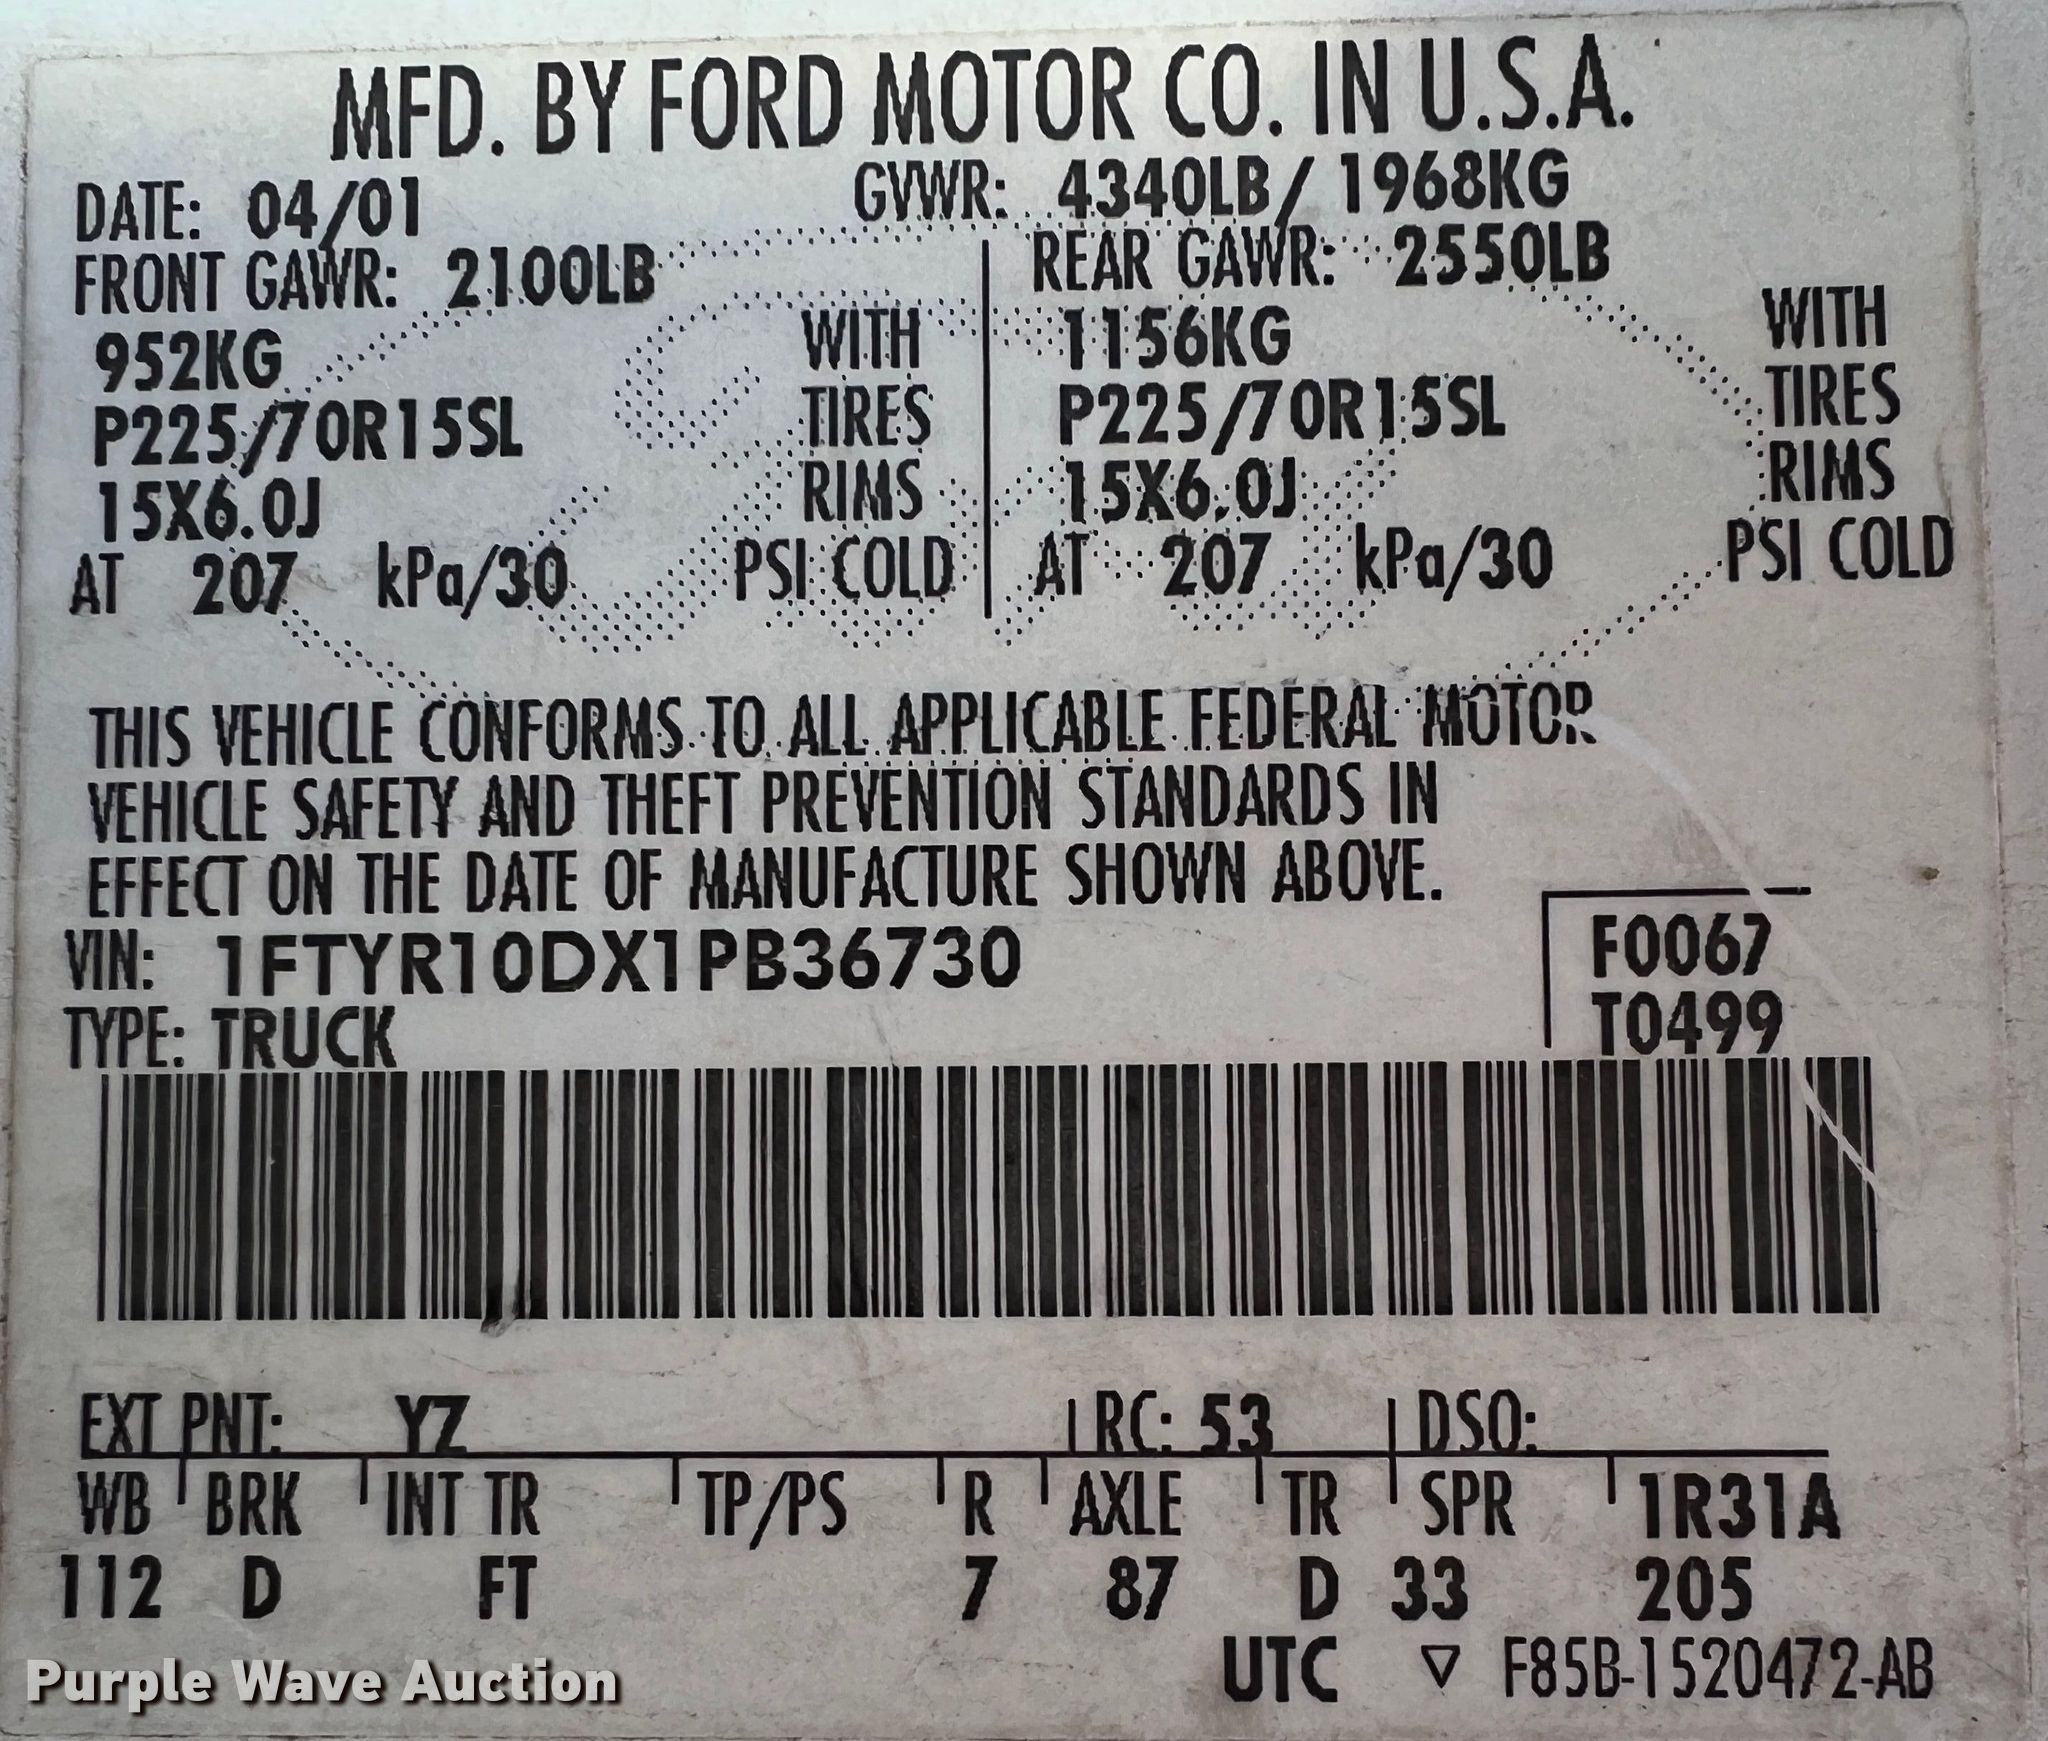 MFD. BY FORD MOTOR CO. IN U.S.A.
DATE: 04/01 GVWR: 4340LB/ 1968KG
FRONT GAWR: 2100LB
952KG WITH
P225/70R15SL TIRES
15X6.0J RIMS
AT 207 kPa/30 PSI COLD
REAR GAWR: 2550LB
1156KG WITH
P225/70R15SL TIRES
15X6.0J RIMS
AT 207 kPa/30 PSI COLD
THIS VEHICLE CONFORMS TO ALL APPLICABLE FEDERAL MOTOR
VEHICLE SAFETY AND THEFT PREVENTION STANDARDS IN
EFFECT ON THE DATE OF MANUFACTURE SHOWN ABOVE.
VIN: 1FTYR10DX1PB36730
TYPE: TRUCK
F0067
T0499
EXT PNT: YZ RC: 53 DSO:
WB BRK INT TR TP/PS R AXLE TR SPR 1R31A
112 D FT 7 87 D 33 205
UTC ▽ F85B-1520472-AB
Purple Wave Auction